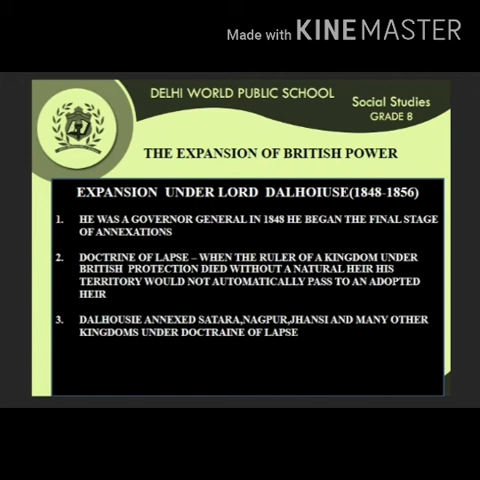 Made with KINEMASTER
DELHI WORLD PUBLIC SCHOOL
Social Studies
GRADE 8
THE EXPANSION OF BRITISH POWER
EXPANSION UNDER LORD DALHOIUSE(1848-1856)
1. HE WAS A GOVERNOR GENERAL IN 1848 HE BEGAN THE FINAL STAGE
OF ANNEXATIONS
2. DOCTRINE OF LAPSE – WHEN THE RULER OF A KINGDOM UNDER
BRITISH PROTECTION DIED WITHOUT A NATURAL HEIR HIS
TERRITORY WOULD NOT AUTOMATICALLY PASS TO AN ADOPTED
HEIR
3. DALHOUSIE ANNEXED SATARA,NAGPUR,JHANSI AND MANY OTHER
KINGDOMS UNDER DOCTRAINE OF LAPSE